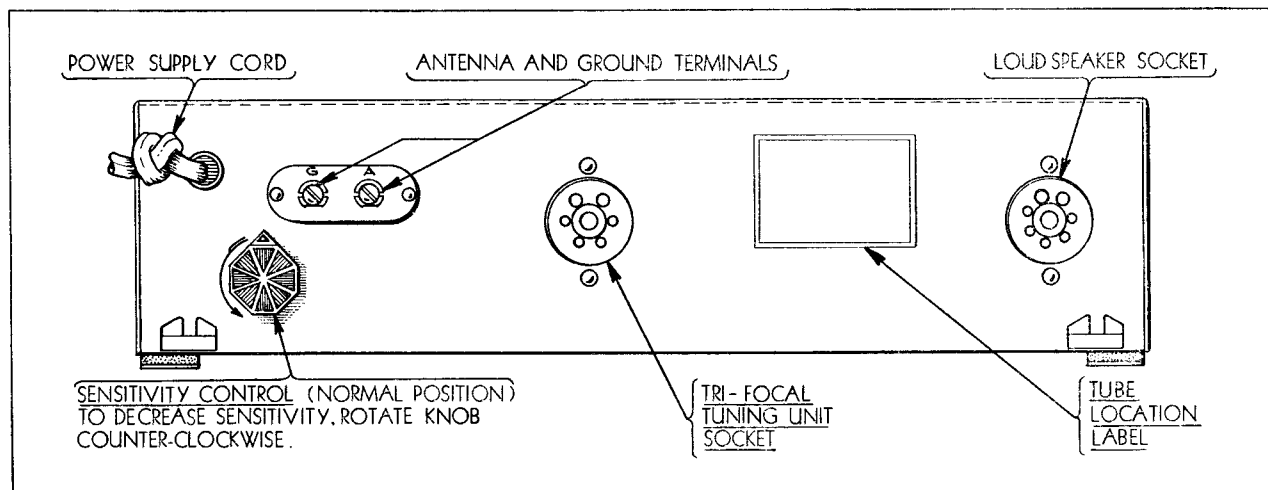 POWER SUPPLY CORD
ANTENNA AND GROUND TERMINALS
LOUD SPEAKER SOCKET
G A
SENSITIVITY CONTROL (NORMAL POSITION)
TO DECREASE SENSITIVITY, ROTATE KNOB
COUNTER-CLOCKWISE.
TRI-FOCAL
TUNING UNIT
SOCKET
TUBE
LOCATION
LABEL